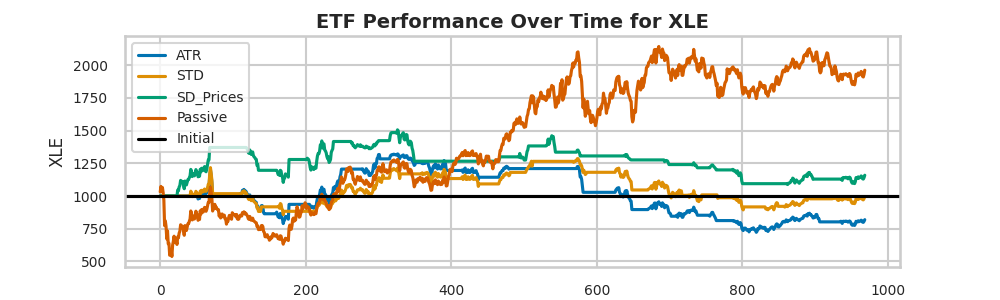 ETF Performance Over Time for XLE
XLE
2000
1750
1500
1250
1000
750
500
ATR
STD
SD_Prices
Passive
Initial
0 200 400 600 800 1000